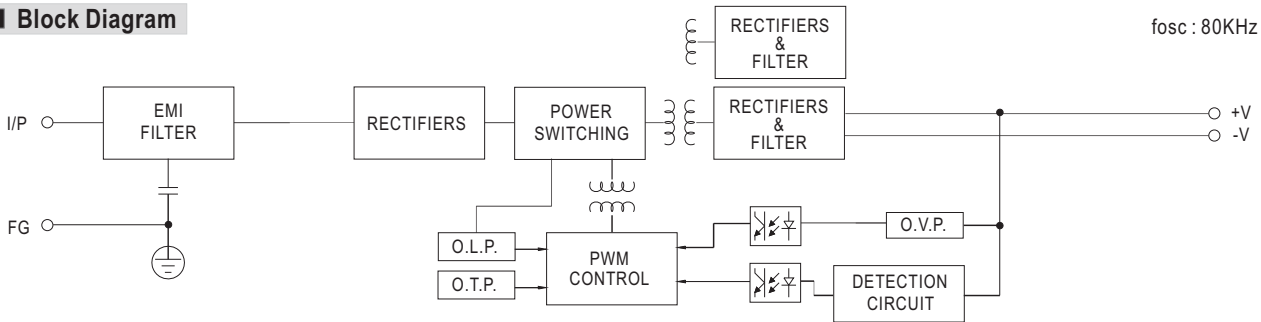 Block Diagram
fosc : 80KHz
RECTIFIERS
&
FILTER
I/P
EMI
FILTER
RECTIFIERS
POWER
SWITCHING
RECTIFIERS
&
FILTER
+V
-V
FG
O.L.P.
O.T.P.
PWM
CONTROL
O.V.P.
DETECTION
CIRCUIT